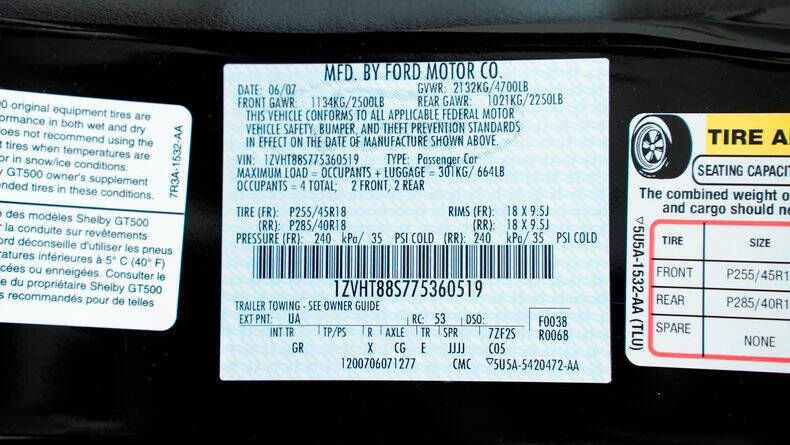 00 original equipment tires are
rformance in both wet and dry
Does not recommend using the
t tires when temperatures are
or in snow/ice conditions.
y GT500 owner's supplement
ended tires in these conditions.
7R3A-1532-AA
e des modèles Shelby GT500
r la conduite sur revêtements
ord déconseille d'utiliser les pneus
pératures inférieures à 5° C (40° F)
cées ou enneigées. Consulter le
e du propriétaire Shelby GT500
s recommandés pour de telles
MFD. BY FORD MOTOR CO.
DATE: 06/07 GVWR: 2132KG/4700LB
FRONT GAWR: 1134KG/2500LB REAR GAWR: 1021KG/2250LB
THIS VEHICLE CONFORMS TO ALL APPLICABLE FEDERAL MOTOR
VEHICLE SAFETY, BUMPER, AND THEFT PREVENTION STANDARDS
IN EFFECT ON THE DATE OF MANUFACTURE SHOWN ABOVE.
VIN: 1ZVHT88S775360519 TYPE: Passenger Car
MAXIMUM LOAD = OCCUPANTS + LUGGAGE = 301KG/ 664LB
OCCUPANTS = 4 TOTAL; 2 FRONT, 2 REAR
TIRE (FR): P255/45R18 RIMS (FR): 18 X 9.5J
(RR): P285/40R18 (RR): 18 X 9.5J
PRESSURE (FR): 240 kPa/ 35 PSI COLD (RR): 240 kPa/ 35 PSI COLD
1ZVHT88S775360519
TRAILER TOWING - SEE OWNER GUIDE
EXT PNT: UA RC: 53 DSO: F0038
INT TR TP/PS R AXLE TR SPR 7ZF2S R0068
GR X CG E JJJJ C05
1200706071277 CMC ▽5U5A-5420472-AA
TIRE A
SEATING CAPACIT
The combined weight o
and cargo should ne
TIRE SIZE
FRONT P255/45R1
REAR P285/40R1
SPARE NONE
▽5U5A-1532-AA (TLU)